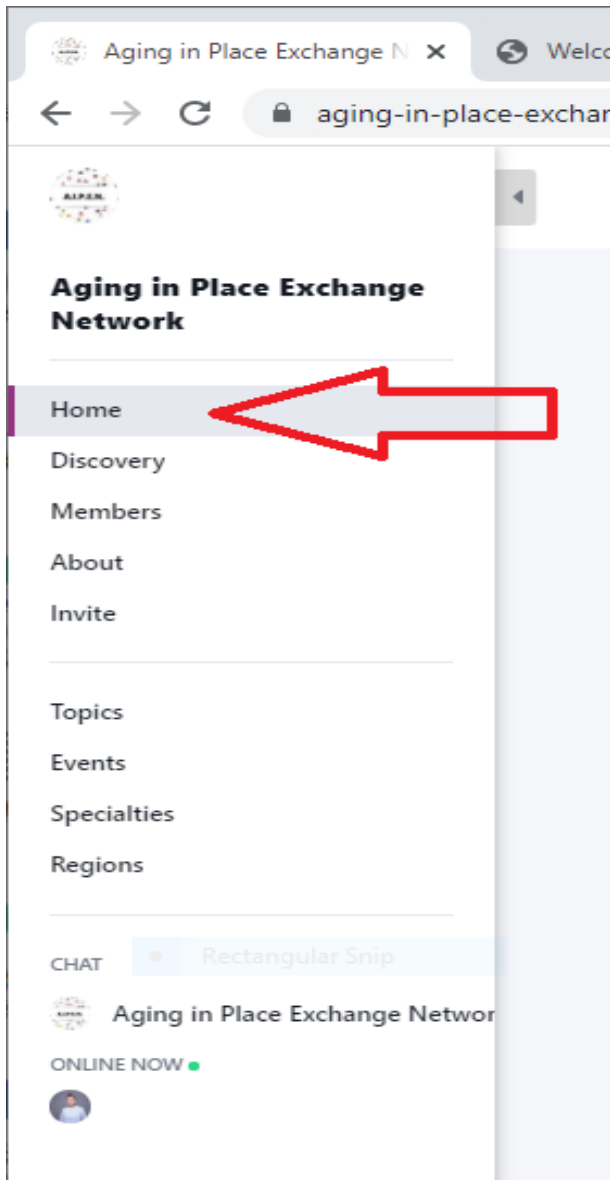 Aging in Place Exchange N
Welco
aging-in-place-exchan
A.I.P.E.N.
Aging in Place Exchange
Network
Home
Discovery
Members
About
Invite
Topics
Events
Specialties
Regions
CHAT
Rectangular Snip
Aging in Place Exchange Networ
ONLINE NOW